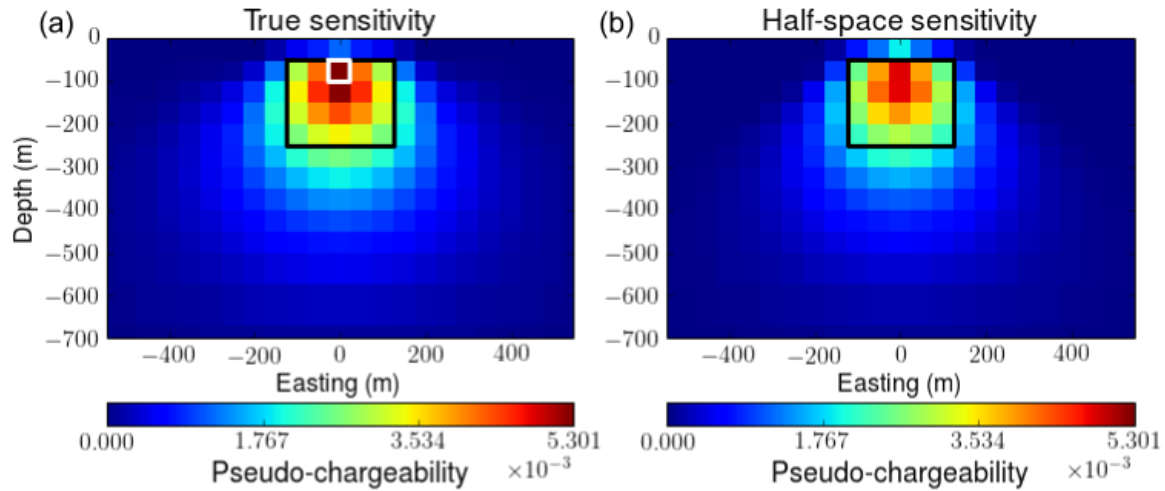 (a) True sensitivity
0
−100
−200
−300
−400
−500
−600
−700
Depth (m)
−400 −200 0 200 400
Easting (m)
0.000 1.767 3.534 5.301
Pseudo-chargeability ×10⁻³
(b) Half-space sensitivity
0
−100
−200
−300
−400
−500
−600
−700
−400 −200 0 200 400
Easting (m)
0.000 1.767 3.534 5.301
Pseudo-chargeability ×10⁻³